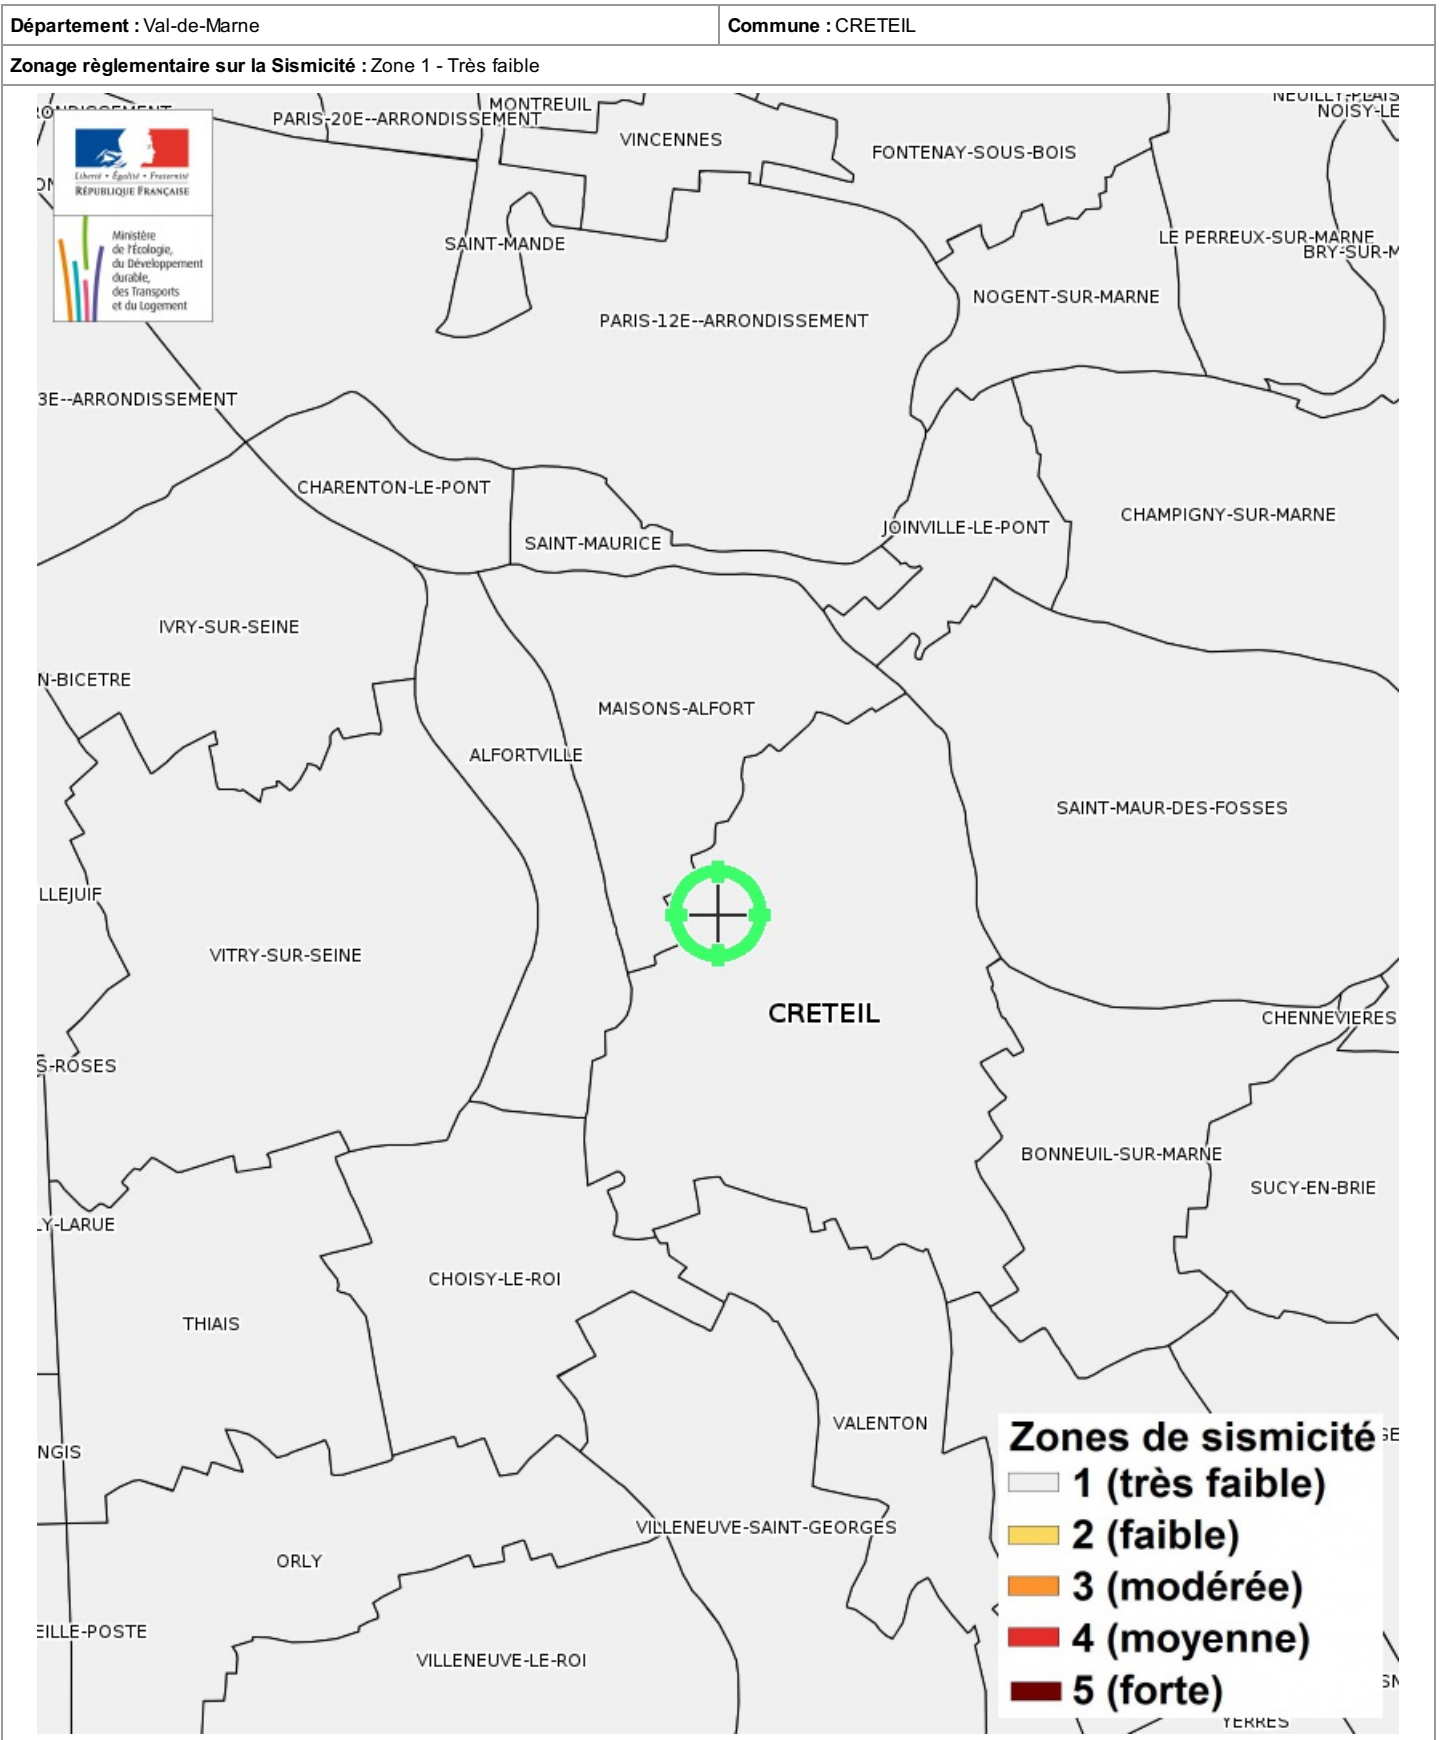 Département : Val-de-Marne
Commune : CRETEIL
Zonage règlementaire sur la Sismicité : Zone 1 - Très faible
MONTREUIL
PARIS-20E--ARRONDISSEMENT
NOISY-LE
VINCENNES
FONTENAY-SOUS-BOIS
Liberté • Égalité • Fraternité
RÉPUBLIQUE FRANÇAISE
Ministère
de l'Écologie,
du Développement
durable,
des Transports
et du Logement
SAINT-MANDE
LE PERREUX-SUR-MARNE
BRY-SUR-M
NOGENT-SUR-MARNE
PARIS-12E--ARRONDISSEMENT
3E--ARRONDISSEMENT
CHARENTON-LE-PONT
CHAMPIGNY-SUR-MARNE
JOINVILLE-LE-PONT
SAINT-MAURICE
IVRY-SUR-SEINE
N-BICETRE
MAISONS-ALFORT
ALFORTVILLE
SAINT-MAUR-DES-FOSSES
LLEJUIF
VITRY-SUR-SEINE
CRETEIL
CHENNEVIERES
S-ROSES
BONNEUIL-SUR-MARNE
SUCY-EN-BRIE
LY-LARUE
CHOISY-LE-ROI
THIAIS
VALENTON
NGIS
VILLENEUVE-SAINT-GEORGES
ORLY
EILLE-POSTE
VILLENEUVE-LE-ROI
Zones de sismicité
1 (très faible)
2 (faible)
3 (modérée)
4 (moyenne)
5 (forte)
YERRES